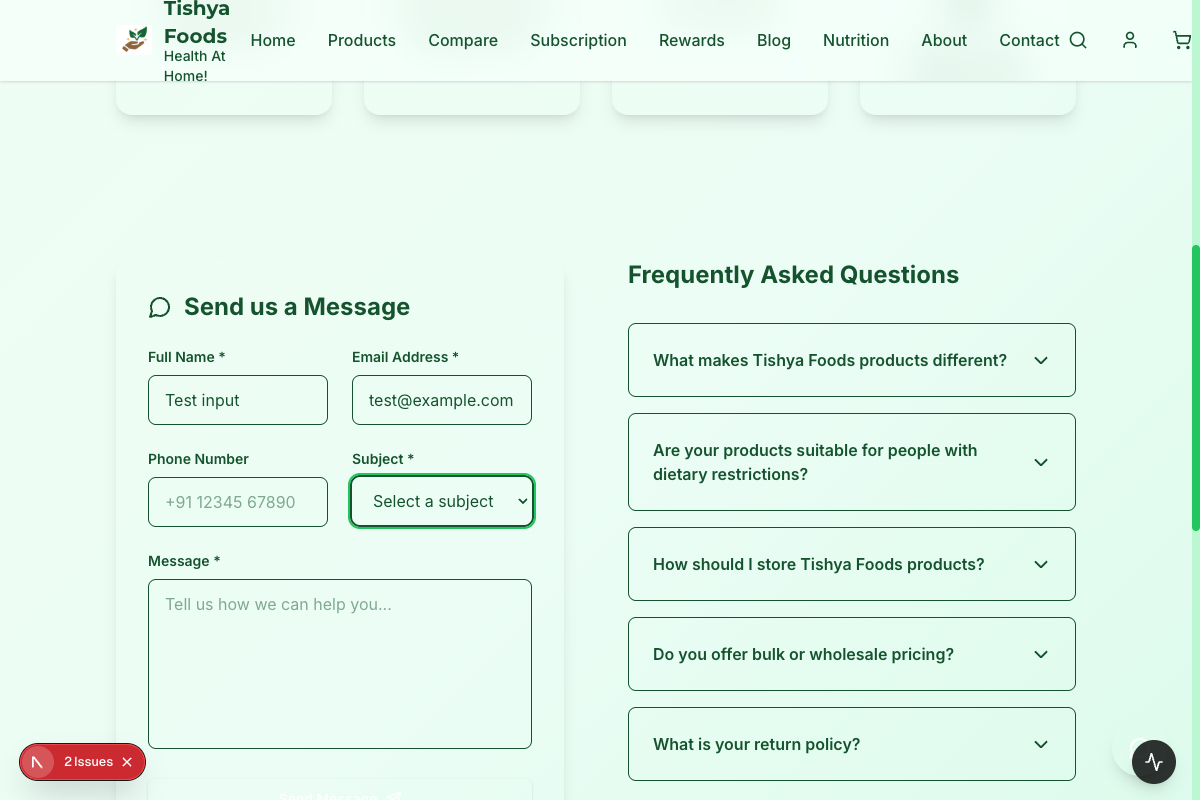 Tishya
Foods
Health At
Home!
Home
Products
Compare
Subscription
Rewards
Blog
Nutrition
About
Contact
Send us a Message
Full Name *
Email Address *
Test input
test@example.com
Phone Number
Subject *
+91 12345 67890
Select a subject
Message *
Tell us how we can help you...
Send Message
Frequently Asked Questions
What makes Tishya Foods products different?
Are your products suitable for people with
dietary restrictions?
How should I store Tishya Foods products?
Do you offer bulk or wholesale pricing?
What is your return policy?
2 Issues